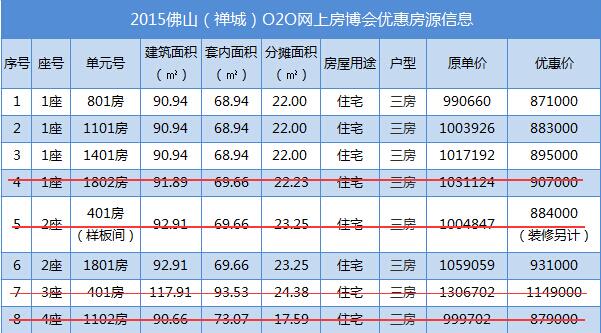 2015佛山（禅城）O2O网上房博会优惠房源信息
序号 座号 单元号 建筑面积（㎡） 套内面积（㎡） 分摊面积（㎡） 房屋用途 户型 原单价 优惠价
1 1座 801房 90.94 68.94 22.00 住宅 三房 990660 871000
2 1座 1101房 90.94 68.94 22.00 住宅 三房 1003926 883000
3 1座 1401房 90.94 68.94 22.00 住宅 三房 1017192 895000
4 1座 1802房 91.89 69.66 22.23 住宅 三房 1031124 907000
5 2座 401房（样板间） 92.91 69.66 23.25 住宅 三房 1004847 884000（装修另计）
6 2座 1801房 92.91 69.66 23.25 住宅 三房 1059059 931000
7 3座 401房 117.91 93.53 24.38 住宅 三房 1306702 1149000
8 4座 1102房 90.66 73.07 17.59 住宅 三房 999702 879000